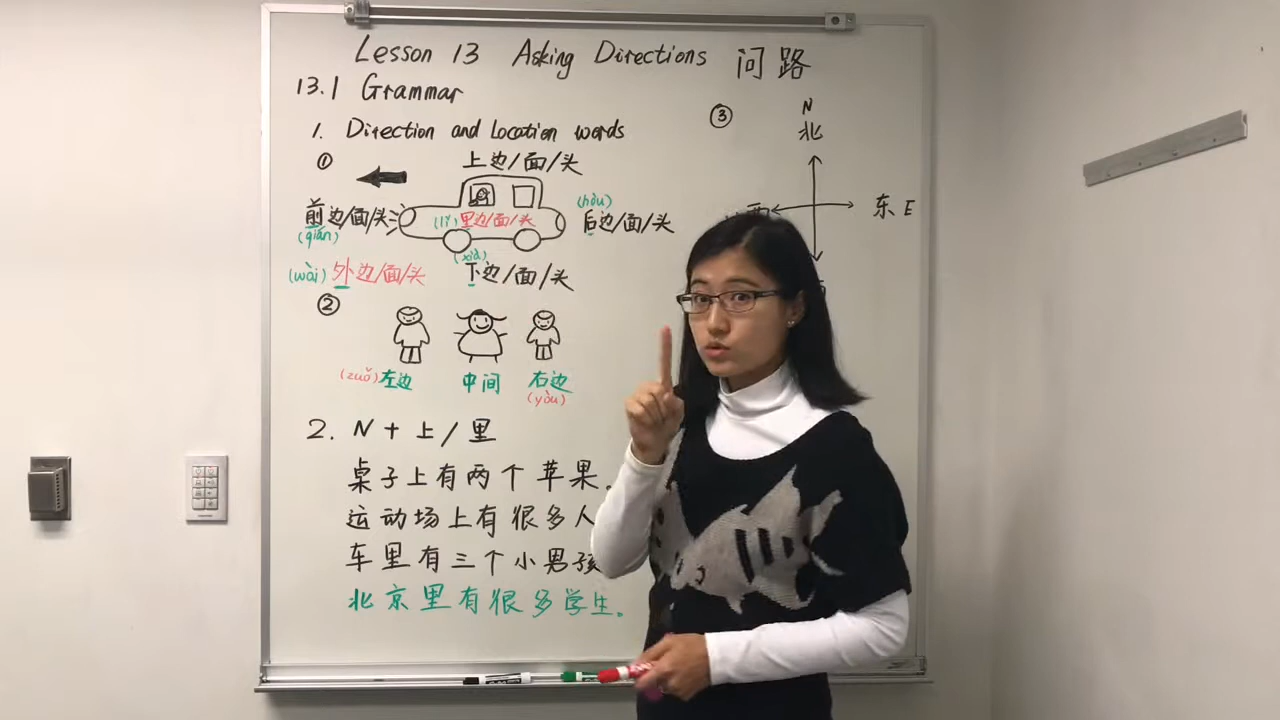 Lesson 13 Asking Directions 问路
13.1 Grammar
1. Direction and Location words
①
上边/面/头
前边/面/头
(qián)
(lǐ) 里边/面/头
(hòu)
后边/面/头
(wài) 外边/面/头
(xià)
下边/面/头
②
(zuǒ) 左边
中间
右边
(yòu)
2. N + 上/里
桌子上有两个苹果。
运动场上有很多人
车里有三个小男孩
北京里有很多学生。
③
N
北
西
东 E